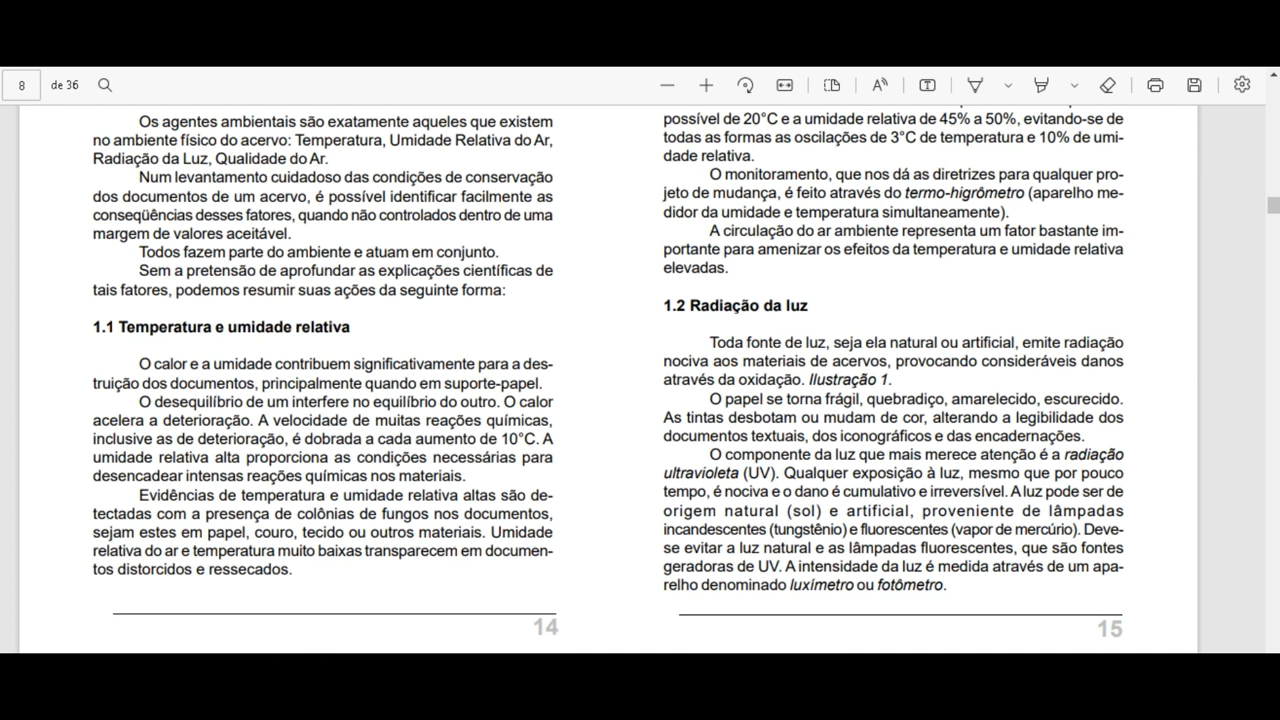 8 de 36
Os agentes ambientais são exatamente aqueles que existem
no ambiente físico do acervo: Temperatura, Umidade Relativa do Ar,
Radiação da Luz, Qualidade do Ar.
Num levantamento cuidadoso das condições de conservação
dos documentos de um acervo, é possível identificar facilmente as
conseqüências desses fatores, quando não controlados dentro de uma
margem de valores aceitável.
Todos fazem parte do ambiente e atuam em conjunto.
Sem a pretensão de aprofundar as explicações científicas de
tais fatores, podemos resumir suas ações da seguinte forma:
1.1 Temperatura e umidade relativa
O calor e a umidade contribuem significativamente para a des-
truição dos documentos, principalmente quando em suporte-papel.
O desequilíbrio de um interfere no equilíbrio do outro. O calor
acelera a deterioração. A velocidade de muitas reações químicas,
inclusive as de deterioração, é dobrada a cada aumento de 10°C. A
umidade relativa alta proporciona as condições necessárias para
desencadear intensas reações químicas nos materiais.
Evidências de temperatura e umidade relativa altas são de-
tectadas com a presença de colônias de fungos nos documentos,
sejam estes em papel, couro, tecido ou outros materiais. Umidade
relativa do ar e temperatura muito baixas transparecem em documen-
tos distorcidos e ressecados.
14
possível de 20°C e a umidade relativa de 45% a 50%, evitando-se de
todas as formas as oscilações de 3°C de temperatura e 10% de umi-
dade relativa.
O monitoramento, que nos dá as diretrizes para qualquer pro-
jeto de mudança, é feito através do termo-higrômetro (aparelho me-
didor da umidade e temperatura simultaneamente).
A circulação do ar ambiente representa um fator bastante im-
portante para amenizar os efeitos da temperatura e umidade relativa
elevadas.
1.2 Radiação da luz
Toda fonte de luz, seja ela natural ou artificial, emite radiação
nociva aos materiais de acervos, provocando consideráveis danos
através da oxidação. Ilustração 1.
O papel se torna frágil, quebradiço, amarelecido, escurecido.
As tintas desbotam ou mudam de cor, alterando a legibilidade dos
documentos textuais, dos iconográficos e das encadernações.
O componente da luz que mais merece atenção é a radiação
ultravioleta (UV). Qualquer exposição à luz, mesmo que por pouco
tempo, é nociva e o dano é cumulativo e irreversível. A luz pode ser de
origem natural (sol) e artificial, proveniente de lâmpadas
incandescentes (tungstênio) e fluorescentes (vapor de mercúrio). Deve-
se evitar a luz natural e as lâmpadas fluorescentes, que são fontes
geradoras de UV. A intensidade da luz é medida através de um apa-
relho denominado luxímetro ou fotômetro.
15